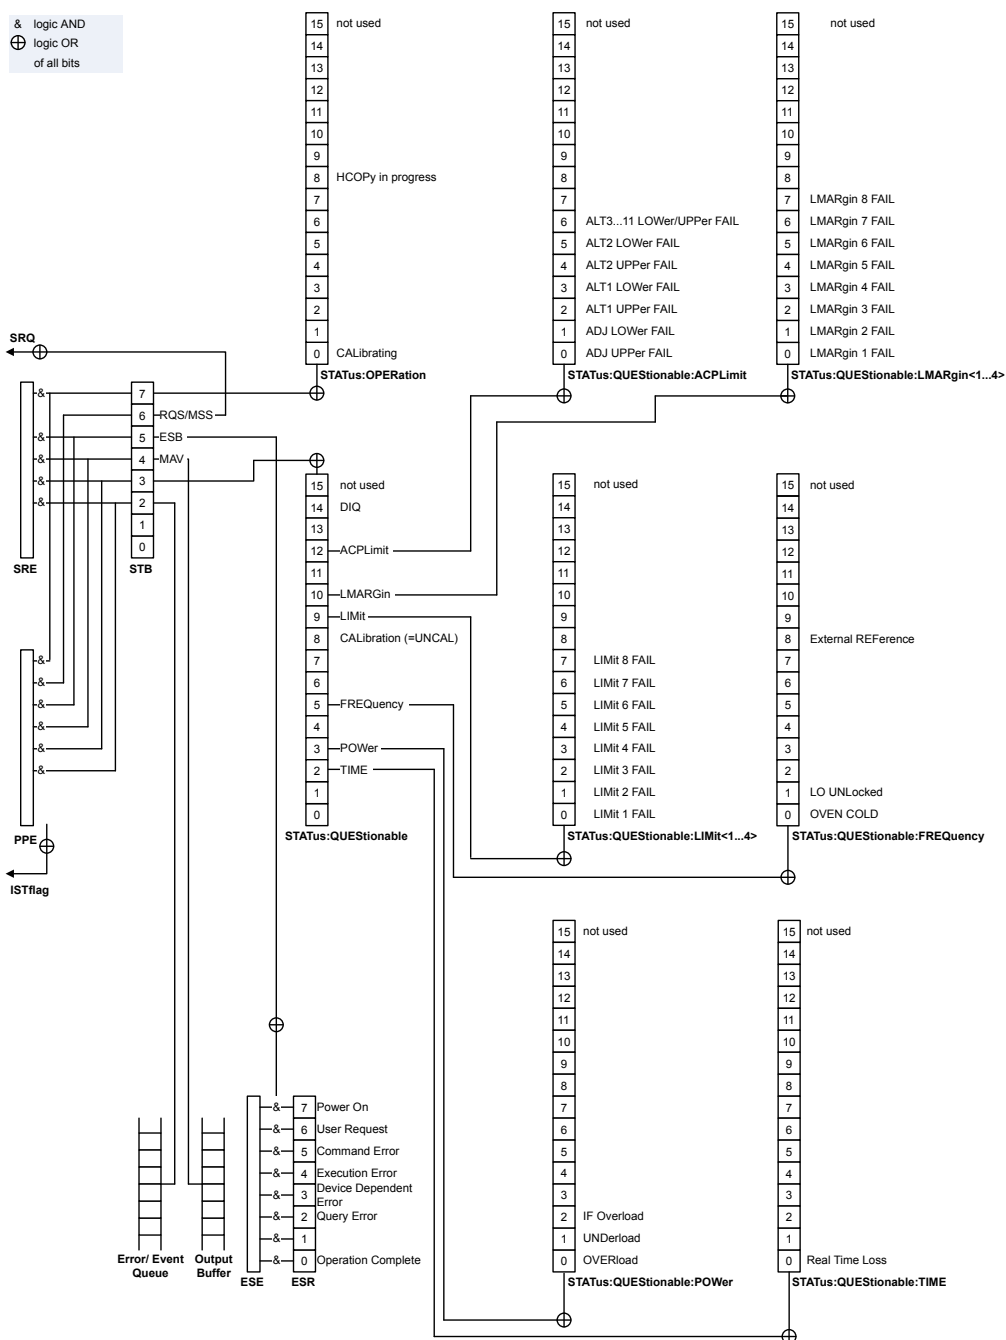 & logic AND
⊕ logic OR
of all bits
15 not used
14
13
12
11
10
9
8 HCOPy in progress
7
6
5
4
3
2
1
0 CALibrating
STATus:OPERation
15 not used
14
13
12
11
10
9
8
7
6 ALT3...11 LOWer/UPPer FAIL
5 ALT2 LOWer FAIL
4 ALT2 UPPer FAIL
3 ALT1 LOWer FAIL
2 ALT1 UPPer FAIL
1 ADJ LOWer FAIL
0 ADJ UPPer FAIL
STATus:QUEStionable:ACPLimit
15 not used
14
13
12
11
10
9
8
7 LMARgin 8 FAIL
6 LMARgin 7 FAIL
5 LMARgin 6 FAIL
4 LMARgin 5 FAIL
3 LMARgin 4 FAIL
2 LMARgin 3 FAIL
1 LMARgin 2 FAIL
0 LMARgin 1 FAIL
STATus:QUEStionable:LMARgin<1...4>
SRQ
& 7
6 RQS/MSS
& 5 ESB
& 4 MAV
& 3
& 2
1
0
SRE STB
&
&
&
&
&
&
PPE
ISTflag
15 not used
14 DIQ
13
12 ACPLimit
11
10 LMARGin
9 LIMit
8 CALibration (=UNCAL)
7
6
5 FREQuency
4
3 POWer
2 TIME
1
0
STATus:QUEStionable
15 not used
14
13
12
11
10
9
8
7 LIMit 8 FAIL
6 LIMit 7 FAIL
5 LIMit 6 FAIL
4 LIMit 5 FAIL
3 LIMit 4 FAIL
2 LIMit 3 FAIL
1 LIMit 2 FAIL
0 LIMit 1 FAIL
STATus:QUEStionable:LIMit<1...4>
15 not used
14
13
12
11
10
9
8 External REFerence
7
6
5
4
3
2
1 LO UNLocked
0 OVEN COLD
STATus:QUEStionable:FREQuency
Error/ Event
Queue
Output
Buffer
& 7 Power On
& 6 User Request
& 5 Command Error
& 4 Execution Error
& 3 Device Dependent
Error
& 2 Query Error
& 1
& 0 Operation Complete
ESE ESR
15 not used
14
13
12
11
10
9
8
7
6
5
4
3
2 IF Overload
1 UNDerload
0 OVERload
STATus:QUEStionable:POWer
15 not used
14
13
12
11
10
9
8
7
6
5
4
3
2
1
0 Real Time Loss
STATus:QUEStionable:TIME